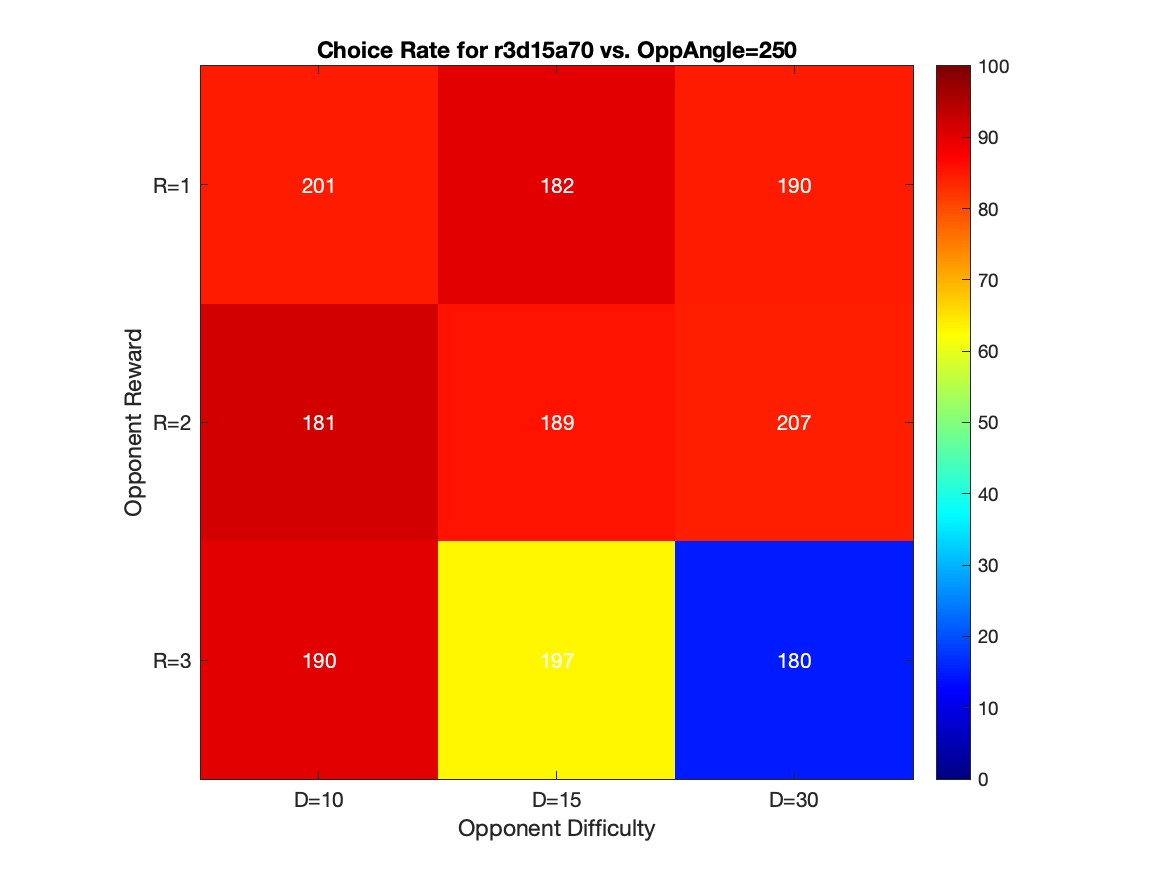 Choice Rate for r3d15a70 vs. OppAngle=250
R=1
R=2
R=3
Opponent Reward
201 182 190
181 189 207
190 197 180
D=10 D=15 D=30
Opponent Difficulty
100
90
80
70
60
50
40
30
20
10
0